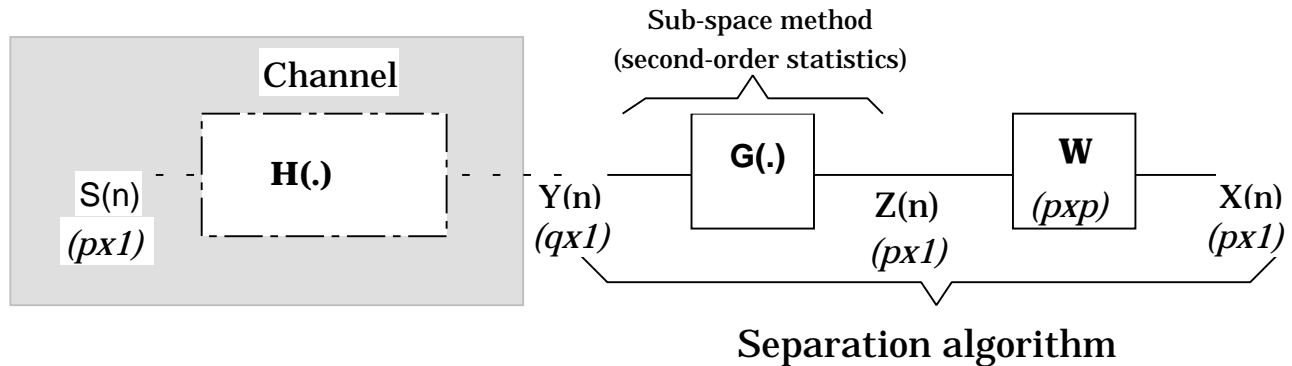 Sub-space method
(second-order statistics)
Channel
H(.)
G(.)
W
(pxp)
S(n)
(px1)
Y(n)
(qx1)
Z(n)
(px1)
X(n)
(px1)
Separation algorithm